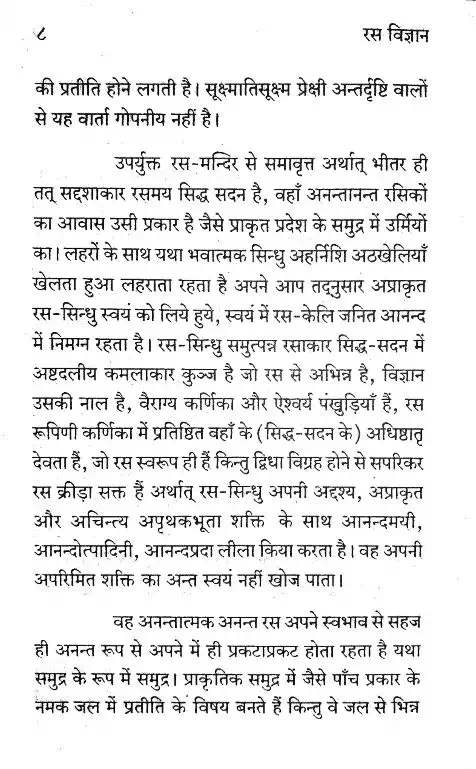 ८ रस विज्ञान
की प्रतीति होने लगती है। सूक्ष्मातिसूक्ष्म प्रेक्षी अन्तर्दृष्टि वालों
से यह वार्ता गोपनीय नहीं है।
उपर्युक्त रस-मन्दिर से समावृत्त अर्थात् भीतर ही
तत् सद्दशाकार रसमय सिद्ध सदन है, वहाँ अनन्तानन्त रसिकों
का आवास उसी प्रकार है जैसे प्राकृत प्रदेश के समुद्र में उर्मियों
का। लहरों के साथ यथा भवात्मक सिन्धु अहर्निशि अठखेलियाँ
खेलता हुआ लहराता रहता है अपने आप तद्नुसार अप्राकृत
रस-सिन्धु स्वयं को लिये हुये, स्वयं में रस-केलि जनित आनन्द
में निमग्न रहता है। रस-सिन्धु समुत्पन्न रसाकार सिद्ध-सदन में
अष्टदलीय कमलाकार कुञ्ज है जो रस से अभिन्न है, विज्ञान
उसकी नाल है, वैराग्य कर्णिका और ऐश्वर्य पंखुड़ियाँ हैं, रस
रूपिणी कर्णिका में प्रतिष्ठित वहाँ के (सिद्ध-सदन के) अधिष्ठातृ
देवता हैं, जो रस स्वरूप ही हैं किन्तु द्विधा विग्रह होने से सपरिकर
रस क्रीड़ा सक्त हैं अर्थात् रस-सिन्धु अपनी अद्दश्य, अप्राकृत
और अचिन्त्य अपृथकभूता शक्ति के साथ आनन्दमयी,
आनन्दोत्पादिनी, आनन्दप्रदा लीला किया करता है। वह अपनी
अपरिमित शक्ति का अन्त स्वयं नहीं खोज पाता।
वह अनन्तात्मक अनन्त रस अपने स्वभाव से सहज
ही अनन्त रूप से अपने में ही प्रकटाप्रकट होता रहता है यथा
समुद्र के रूप में समुद्र। प्राकृतिक समुद्र में जैसे पाँच प्रकार के
नमक जल में प्रतीति के विषय बनते हैं किन्तु वे जल से भिन्न